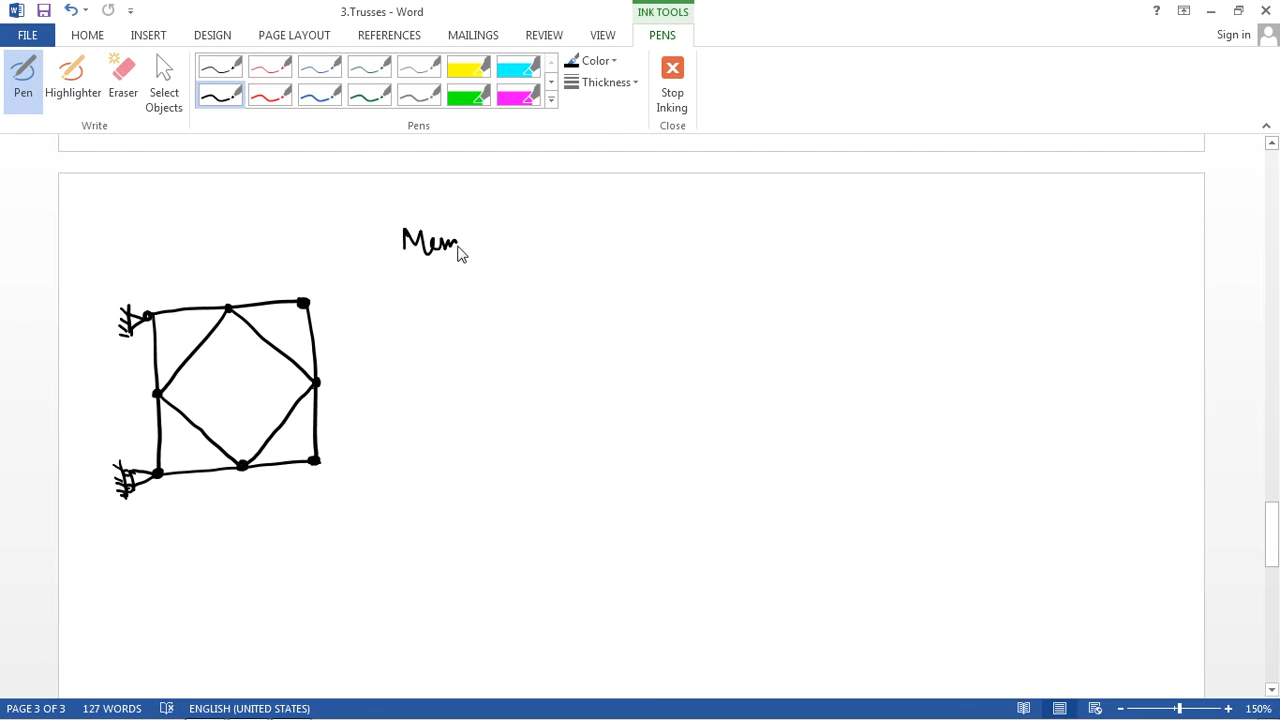 3.Trusses - Word
INK TOOLS
?
FILE HOME INSERT DESIGN PAGE LAYOUT REFERENCES MAILINGS REVIEW VIEW PENS Sign in
Pen Highlighter Eraser Select Objects
Color
Thickness
Stop Inking
Write Pens Close
Mem
PAGE 3 OF 3 127 WORDS ENGLISH (UNITED STATES) 150%